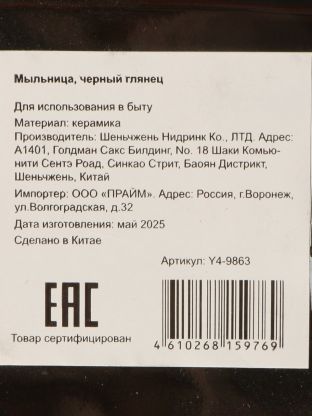 Мыльница, черный глянец
Для использования в быту
Материал: керамика
Производитель: Шеньчжень Нидринк Ко., ЛТД. Адрес:
А1401, Голдман Сакс Билдинг, No. 18 Шаки Комью-
нити Сентэ Роад, Синкао Стрит, Баоян Дистрикт,
Шеньчжень, Китай
Импортер: ООО «ПРАЙМ». Адрес: Россия, г.Воронеж,
ул.Волгоградская, д.32
Дата изготовления: май 2025
Сделано в Китае
Артикул: Y4-9863
EAC
Товар сертифицирован
4 610268 159769